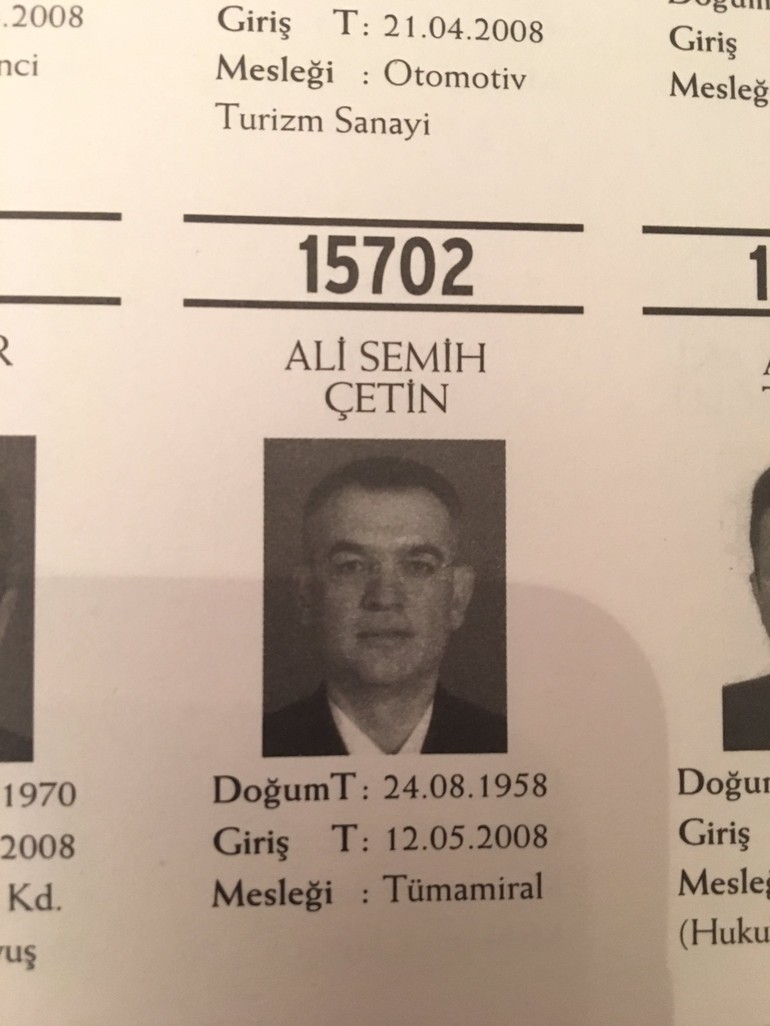 .2008
nci
Giriş T: 21.04.2008
Mesleği : Otomotiv
Turizm Sanayi
Giriş
15702
ALİ SEMİH
ÇETİN
1970
2008
Kd.
DoğumT: 24.08.1958
Giriş T: 12.05.2008
Mesleği : Tümamiral
Giriş
(Huku